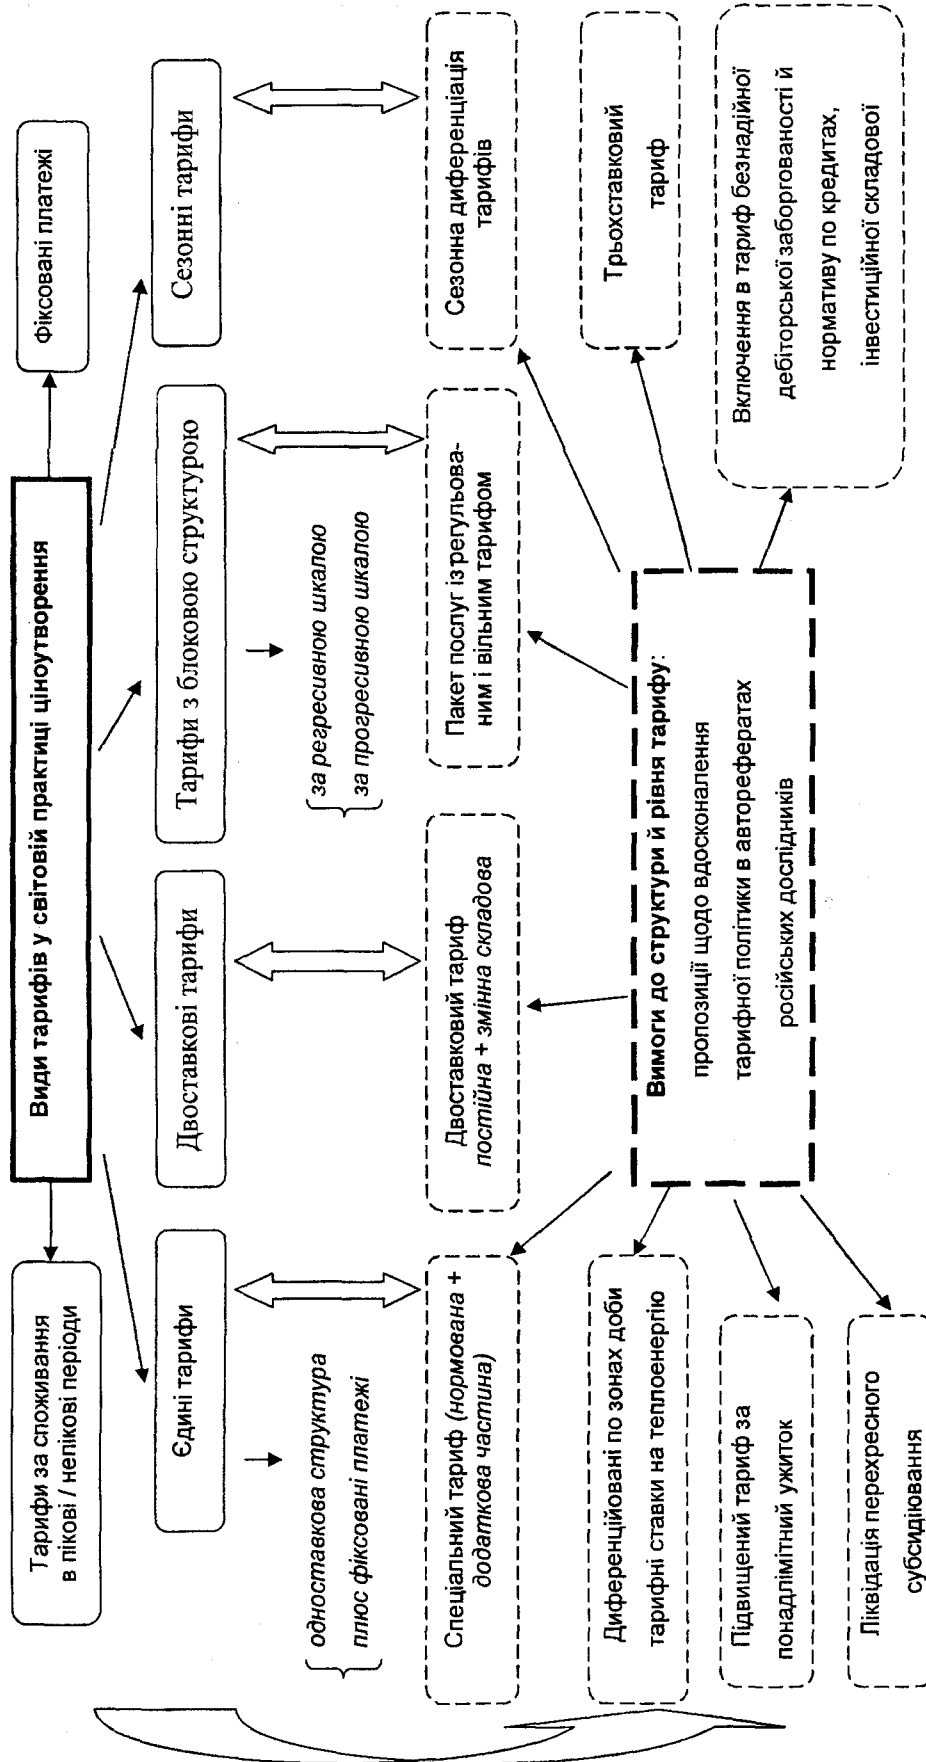 Види тарифів у світовій практиці ціноутворення
Тарифи за споживання
в пікові / непікові періоди
Фіксовані платежі
Єдині тарифи
Двоставкові тарифи
Тарифи з блоковою структурою
Сезонні тарифи
одноставкова структура
плюс фіксовані платежі
за регресивною шкалою
за прогресивною шкалою
Спеціальний тариф (нормована +
додаткова частина)
Двоставковий тариф
постійна + змінна складова
Пакет послуг із регульова-
ним і вільним тарифом
Сезонна диференціація
тарифів
Диференційовані по зонах доби
тарифні ставки на теплоенергію
Підвищений тариф за
понадлімітний ужиток
Ліквідація перехресного
субсидіювання
Вимоги до структури й рівня тарифу:
пропозиції щодо вдосконалення
тарифної політики в авторефератах
російських дослідників
Трьохставковий
тариф
Включення в тариф безнадійної
дебіторської заборгованості й
нормативу по кредитах,
інвестиційної складової